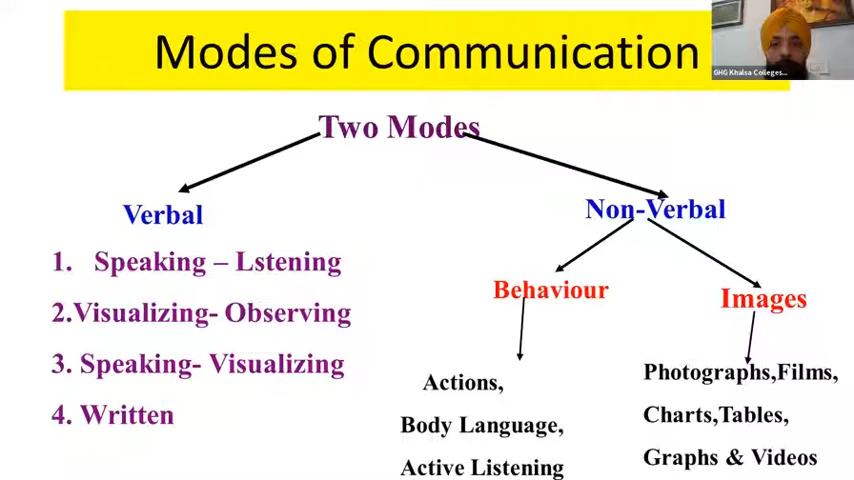 Modes of Communication
GHG Khalsa Colleges...
Two Modes
Verbal
Non-Verbal
1. Speaking – Lstening
2.Visualizing- Observing
3. Speaking- Visualizing
4. Written
Behaviour
Images
Actions,
Body Language,
Active Listening
Photographs,Films,
Charts,Tables,
Graphs & Videos